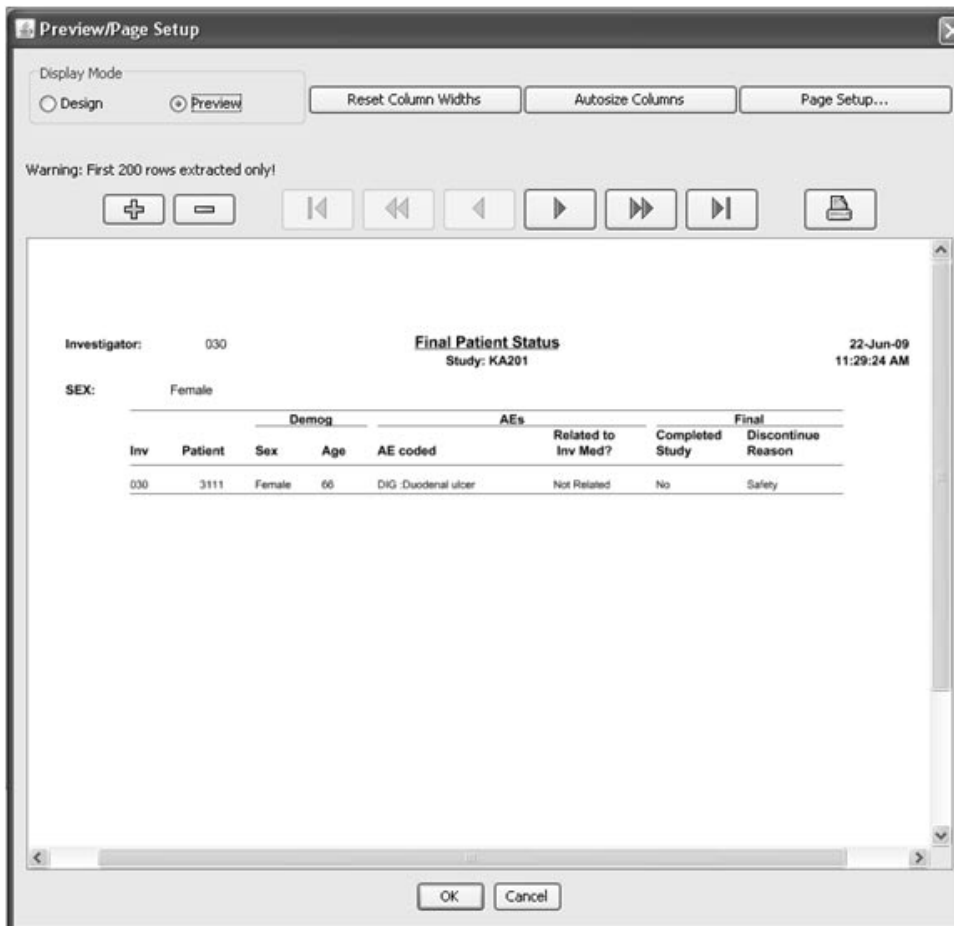 Preview/Page Setup
Display Mode
Design Preview Reset Column Widths Autosize Columns Page Setup...
Warning: First 200 rows extracted only!
Investigator: 030 Final Patient Status 22-Jun-09
Study: KA201 11:29:24 AM
SEX: Female
Demog AEs Final
Related to Completed Discontinue
Inv Patient Sex Age AE coded Inv Med? Study Reason
030 3111 Female 66 DIG :Duodenal ulcer Not Related No Safety
OK Cancel